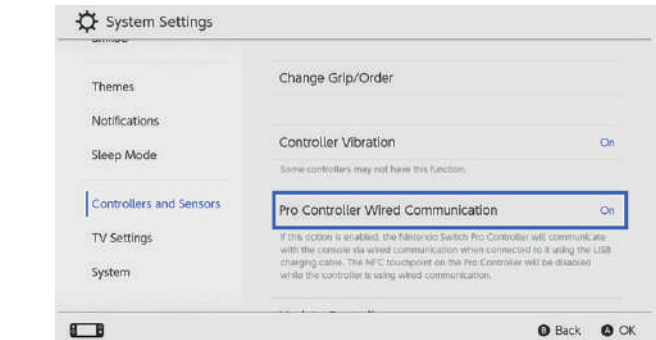 System Settings
amiibo
Themes
Notifications
Sleep Mode
Controllers and Sensors
TV Settings
System
Change Grip/Order
Controller Vibration On
Some controllers may not have this function.
Pro Controller Wired Communication On
If this option is enabled, the Nintendo Switch Pro Controller will communicate
with the console via wired communication when connected to it using the USB
charging cable. The NFC touchpoint on the Pro Controller will be disabled
while the controller is using wired communication.
B Back A OK